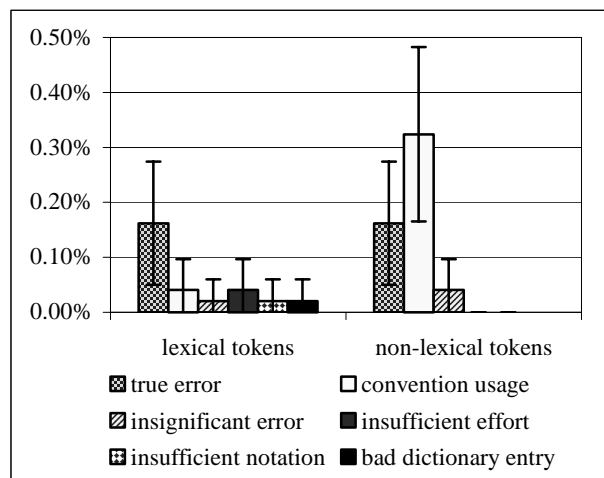 0.50%
0.40%
0.30%
0.20%
0.10%
0.00%
lexical tokens non-lexical tokens
true error convention usage
insignificant error insufficient effort
insufficient notation bad dictionary entry